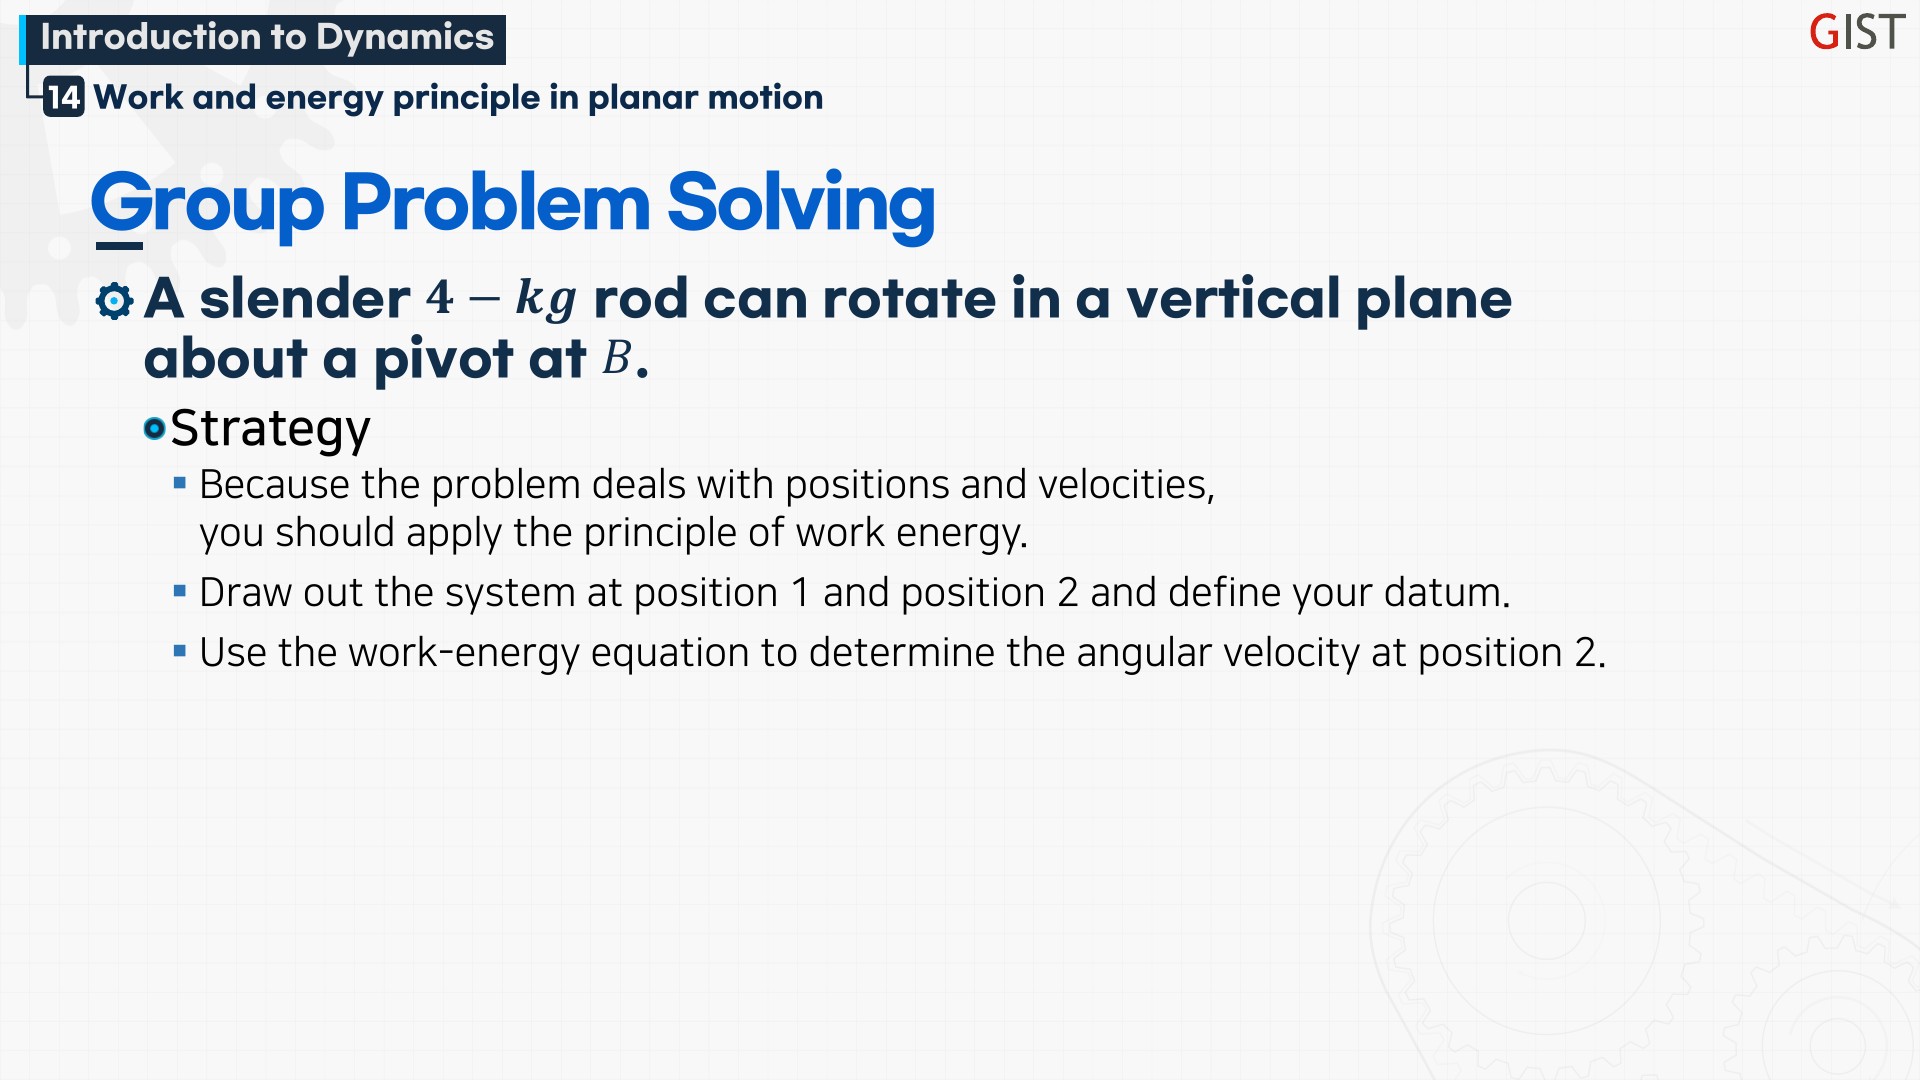 Introduction to Dynamics
GIST
14 Work and energy principle in planar motion
Group Problem Solving
A slender 4 − kg rod can rotate in a vertical plane
about a pivot at B.
Strategy
Because the problem deals with positions and velocities,
you should apply the principle of work energy.
Draw out the system at position 1 and position 2 and define your datum.
Use the work-energy equation to determine the angular velocity at position 2.